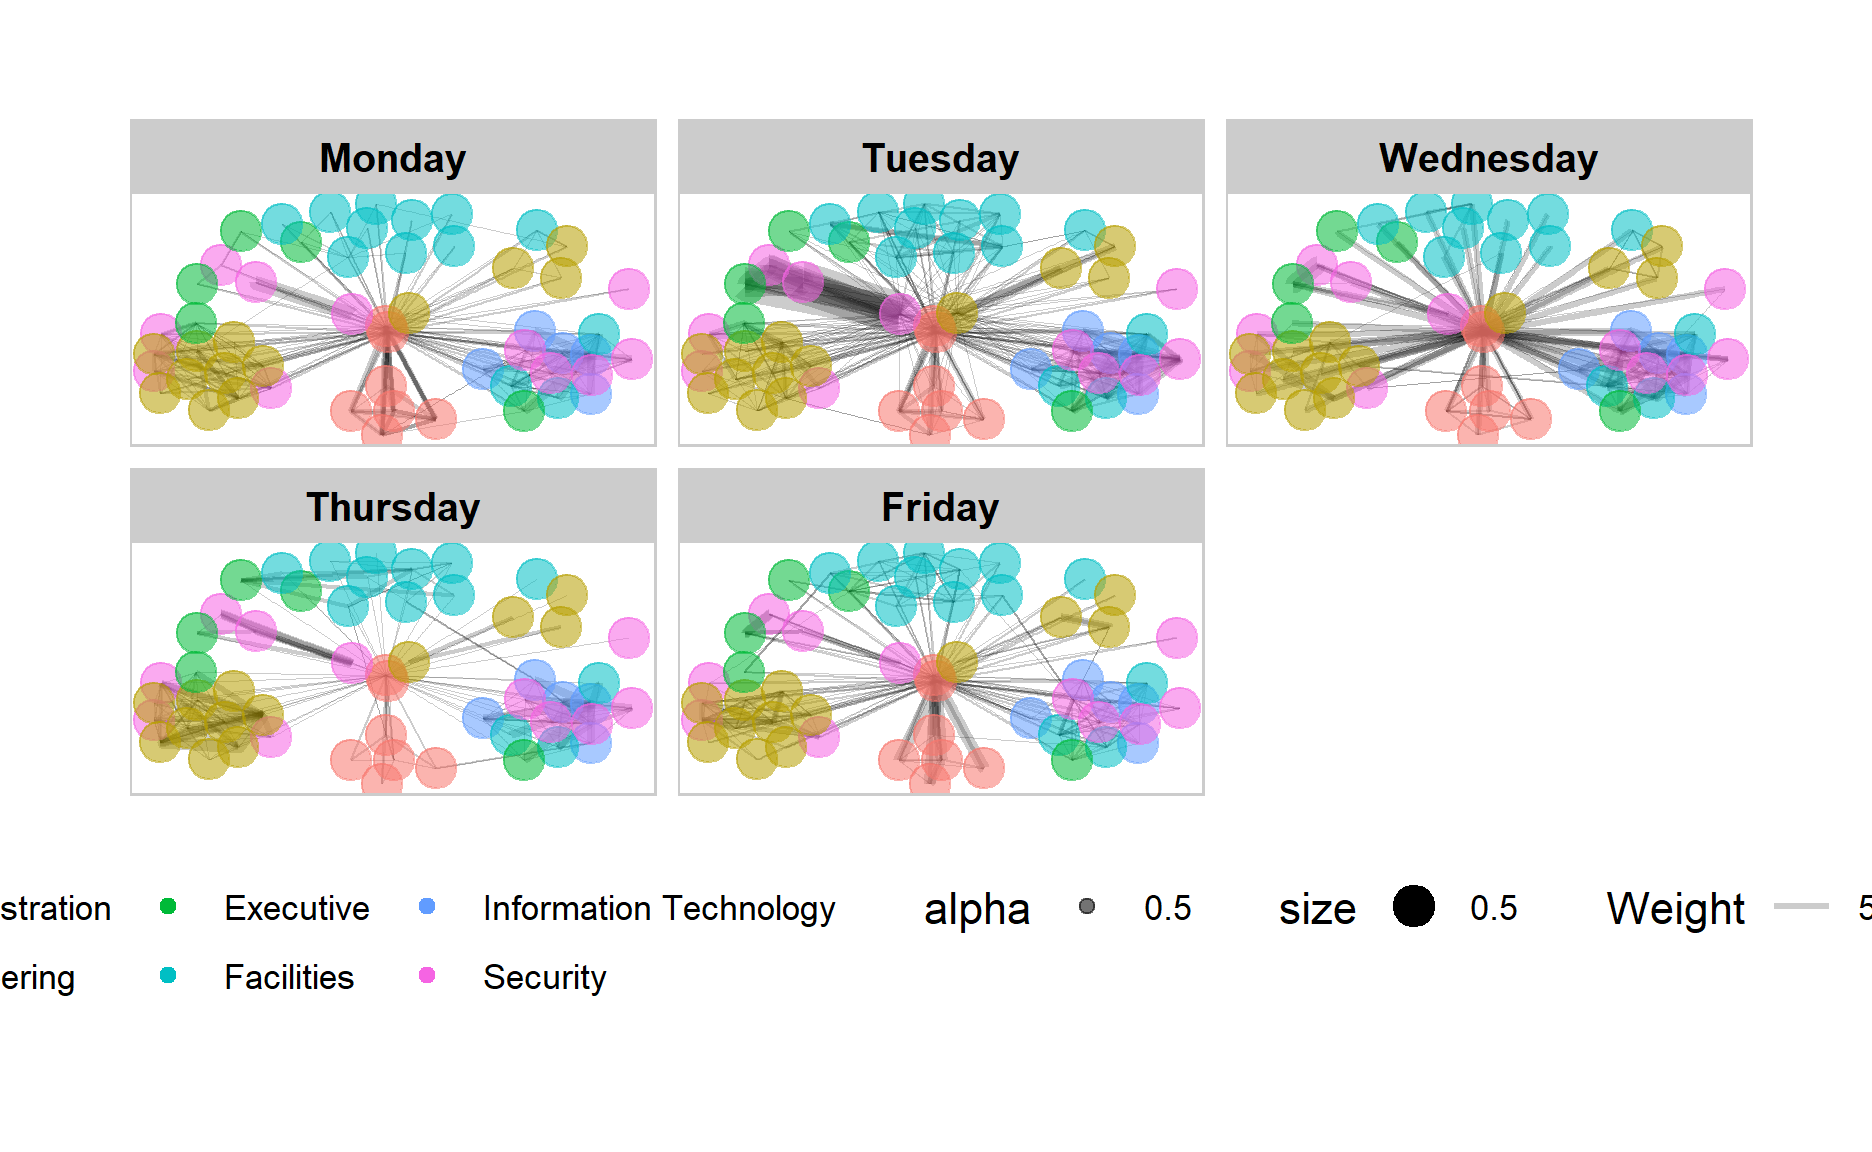 Monday Tuesday Wednesday
Thursday Friday
stration Executive Information Technology alpha 0.5 size 0.5 Weight 5
ering Facilities Security